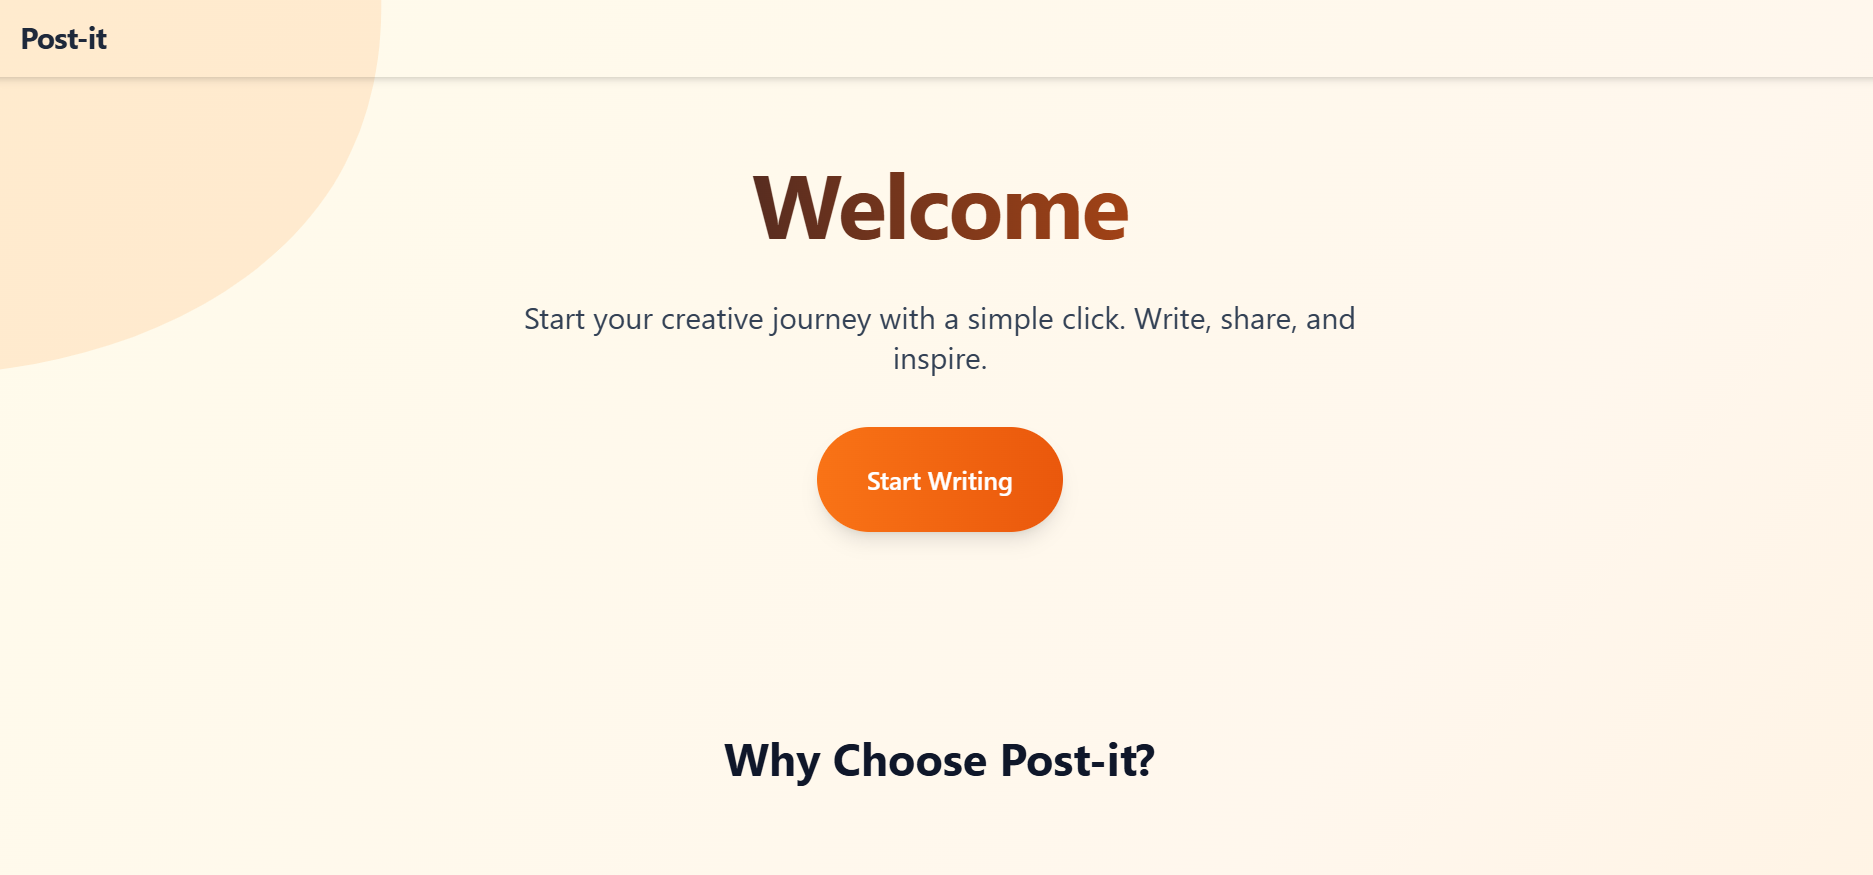 Post-it
Welcome
Start your creative journey with a simple click. Write, share, and
inspire.
Start Writing
Why Choose Post-it?